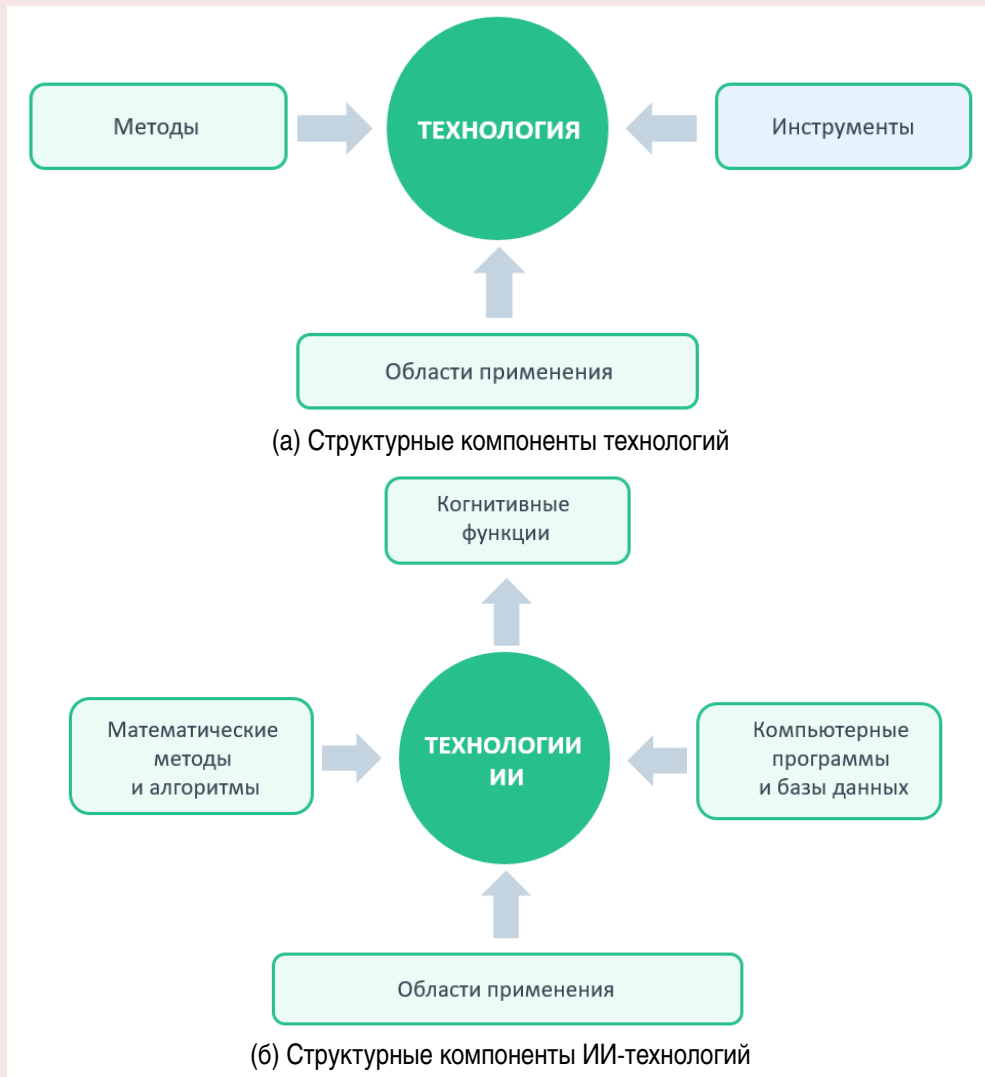 Методы
ТЕХНОЛОГИЯ
Инструменты
Области применения
(а) Структурные компоненты технологий
Когнитивные
функции
Математические
методы
и алгоритмы
ТЕХНОЛОГИИ
ИИ
Компьютерные
программы
и базы данных
Области применения
(б) Структурные компоненты ИИ-технологий